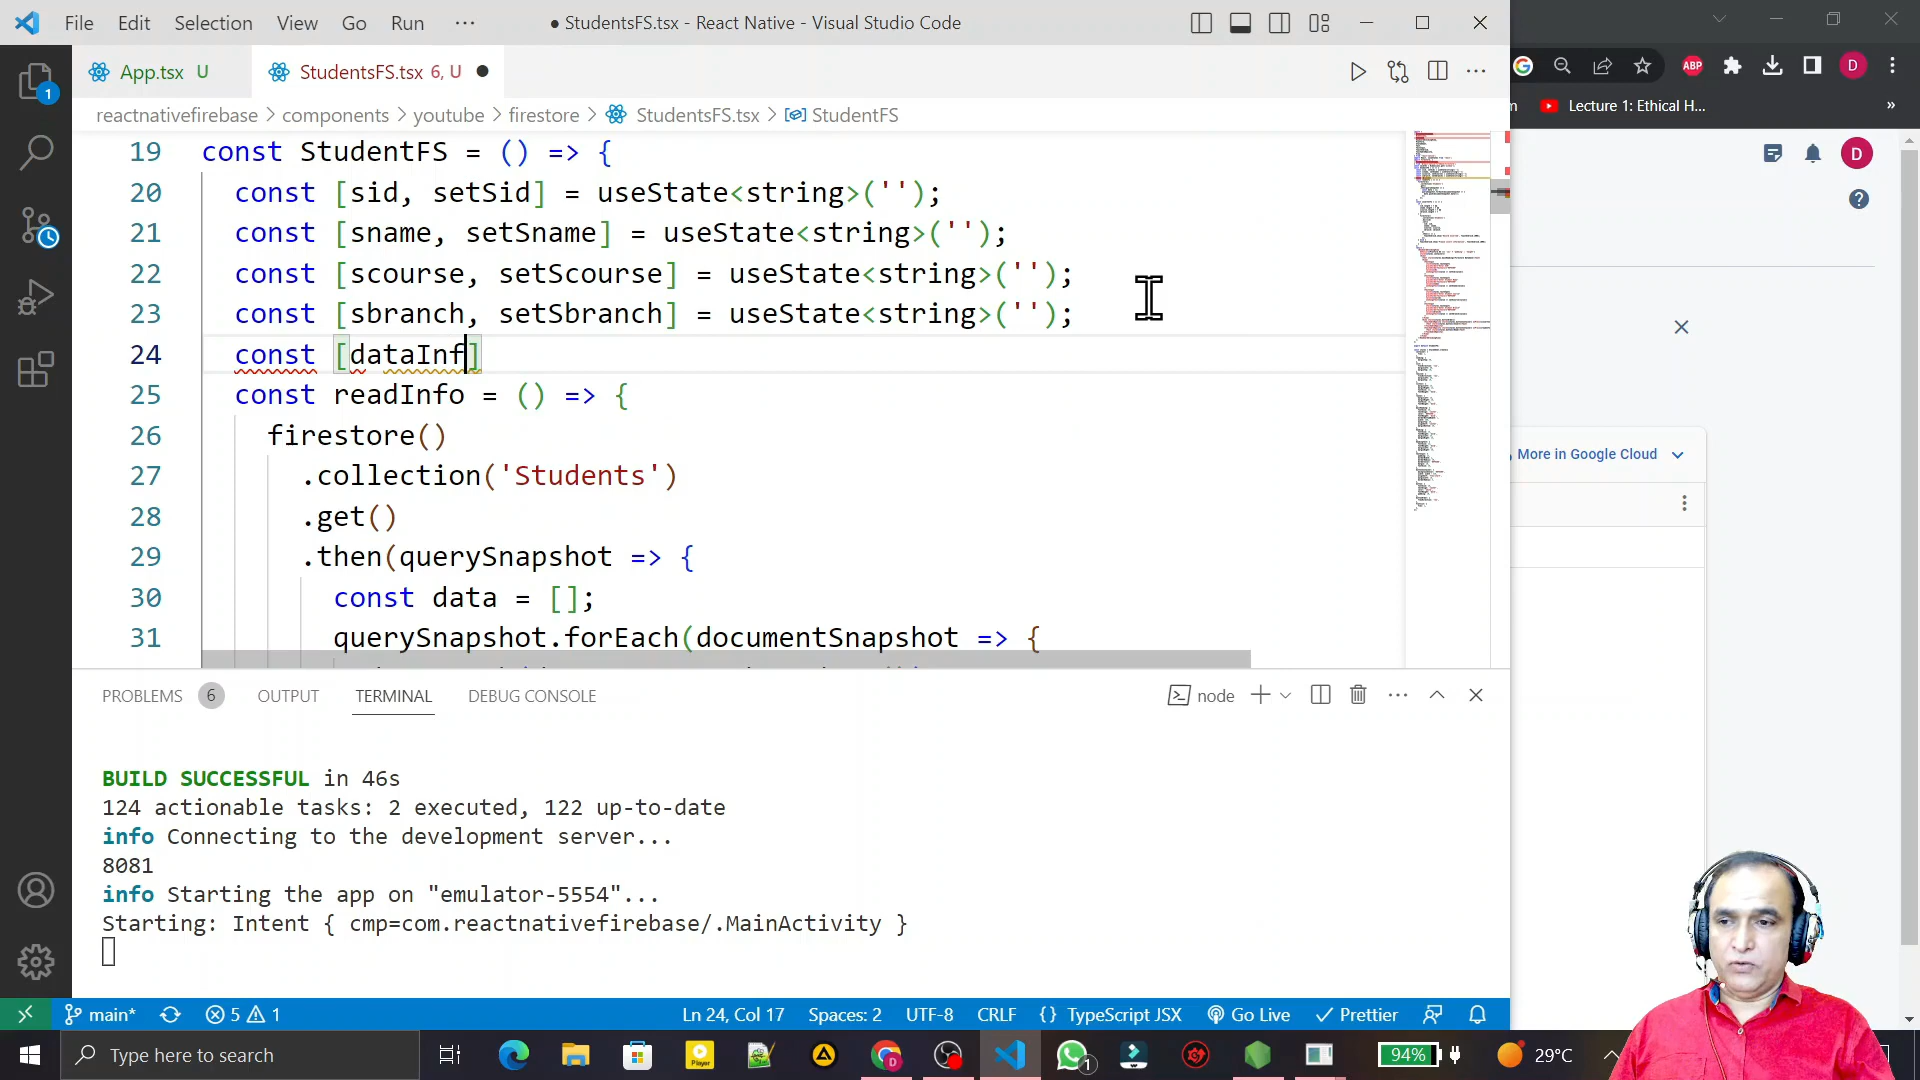 File Edit Selection View Go Run ···
● StudentsFS.tsx - React Native - Visual Studio Code
App.tsx U
StudentsFS.tsx 6, U
ABP
D
Lecture 1: Ethical H...
»
reactnativefirebase > components > youtube > firestore > StudentsFS.tsx > StudentFS
D
19 const StudentFS = () => {
20 const [sid, setSid] = useState<string>('');
21 const [sname, setSname] = useState<string>('');
22 const [scourse, setScourse] = useState<string>('');
23 const [sbranch, setSbranch] = useState<string>('');
24 const [dataInf]
25 const readInfo = () => {
26 firestore()
27 .collection('Students')
28 .get()
29 .then(querySnapshot => {
30 const data = [];
31 querySnapshot.forEach(documentSnapshot => {
More in Google Cloud
PROBLEMS 6 OUTPUT TERMINAL DEBUG CONSOLE
node
BUILD SUCCESSFUL in 46s
124 actionable tasks: 2 executed, 122 up-to-date
info Connecting to the development server...
8081
info Starting the app on "emulator-5554"...
Starting: Intent { cmp=com.reactnativefirebase/.MainActivity }
main* 5 1
Ln 24, Col 17 Spaces: 2 UTF-8 CRLF {} TypeScript JSX Go Live Prettier
Type here to search
94%
29°C